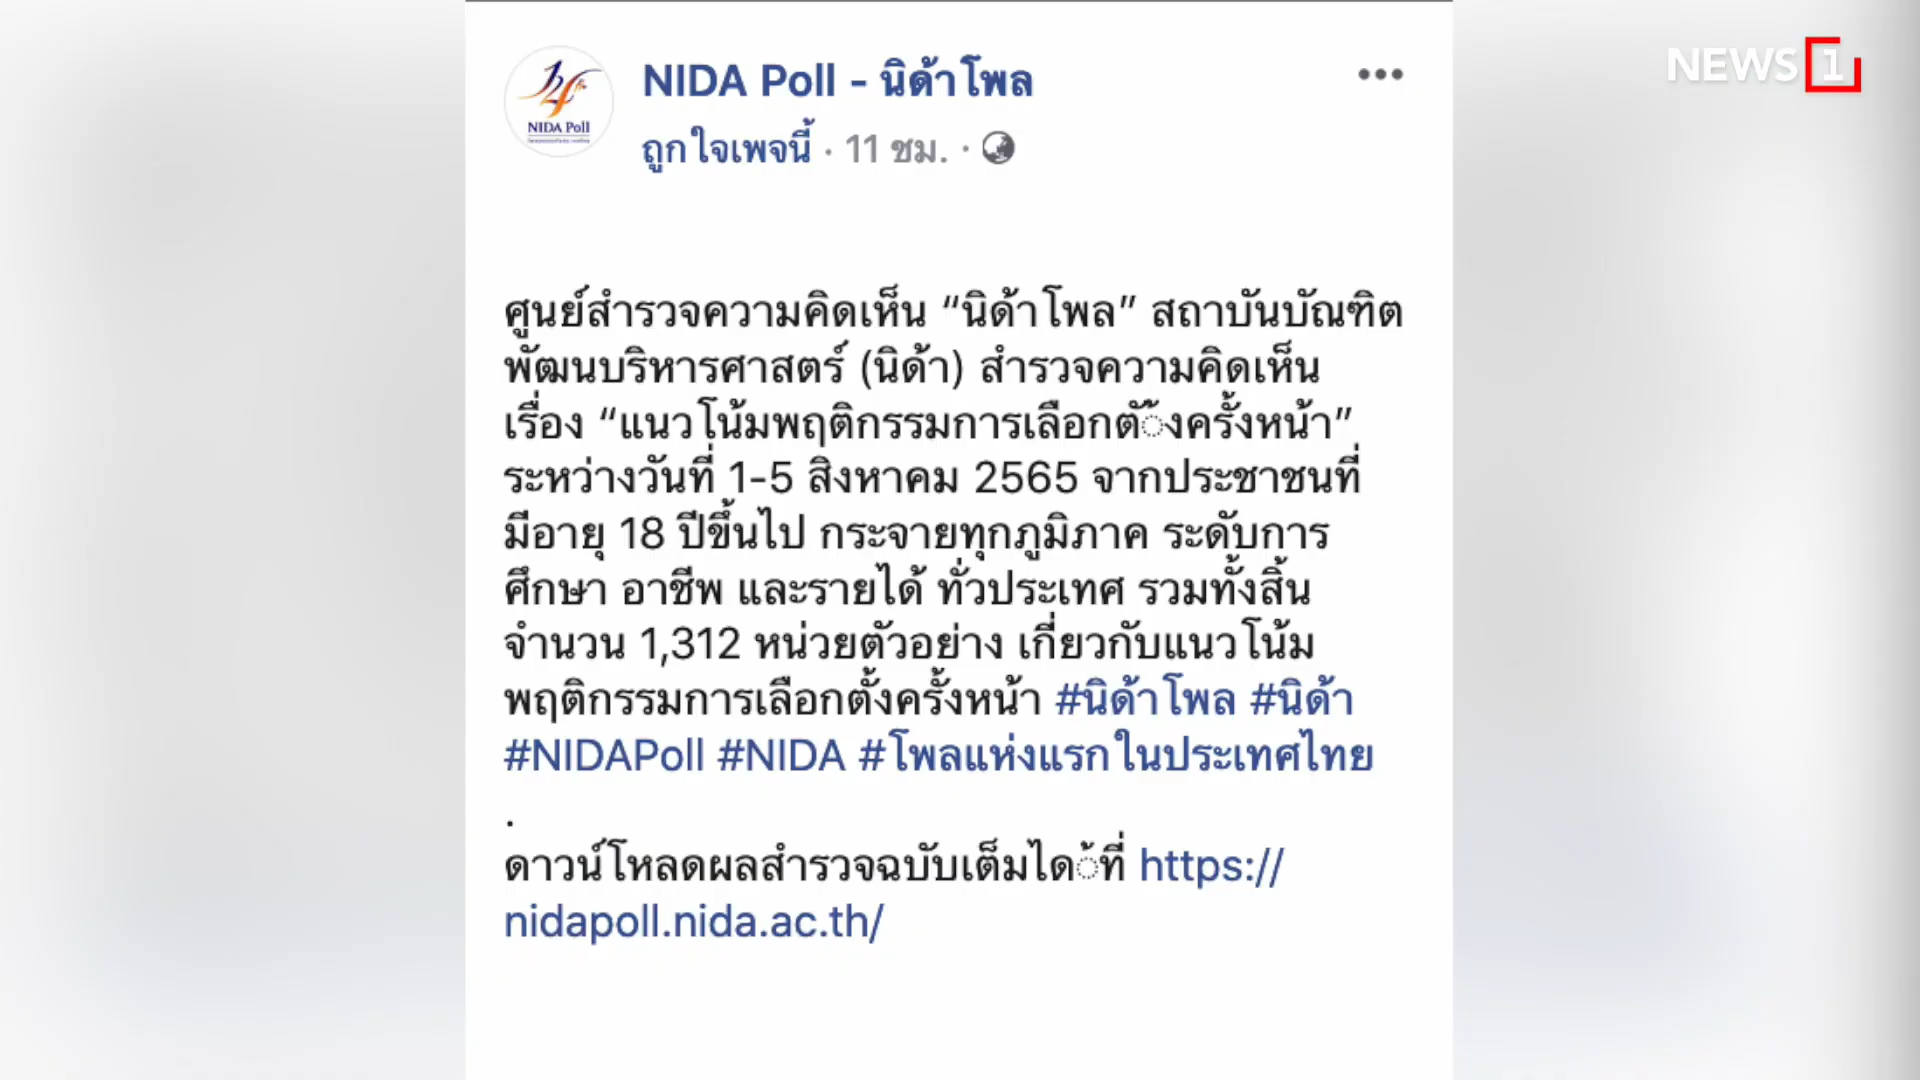 NEWS 1
NIDA Poll - นิด้าโพล
NIDA Poll
ถูกใจเพจนี้ · 11 ชม. ·
ศูนย์สำรวจความคิดเห็น “นิด้าโพล” สถาบันบัณฑิต
พัฒนบริหารศาสตร์ (นิด้า) สำรวจความคิดเห็น
เรื่อง “แนวโน้มพฤติกรรมการเลือกตั้งครั้งหน้า”
ระหว่างวันที่ 1-5 สิงหาคม 2565 จากประชาชนที่
มีอายุ 18 ปีขึ้นไป กระจายทุกภูมิภาค ระดับการ
ศึกษา อาชีพ และรายได้ ทั่วประเทศ รวมทั้งสิ้น
จำนวน 1,312 หน่วยตัวอย่าง เกี่ยวกับแนวโน้ม
พฤติกรรมการเลือกตั้งครั้งหน้า #นิด้าโพล #นิด้า
#NIDAPoll #NIDA #โพลแห่งแรกในประเทศไทย
.
ดาวน์โหลดผลสำรวจฉบับเต็มได้ที่ https://
nidapoll.nida.ac.th/